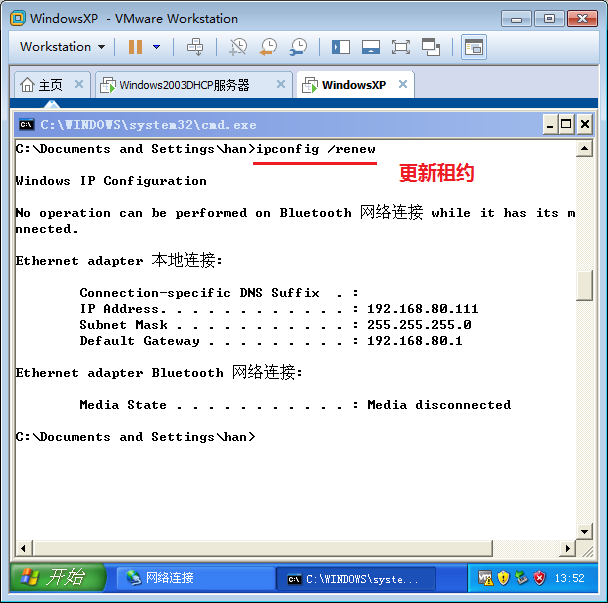 WindowsXP - VMware Workstation
Workstation
主页
Windows2003DHCP服务器
WindowsXP
C:\WINDOWS\system32\cmd.exe
C:\Documents and Settings\han>ipconfig /renew
更新租约
Windows IP Configuration
No operation can be performed on Bluetooth 网络连接 while it has its m
nnected.
Ethernet adapter 本地连接:
Connection-specific DNS Suffix . :
IP Address. . . . . . . . . . . . : 192.168.80.111
Subnet Mask . . . . . . . . . . . : 255.255.255.0
Default Gateway . . . . . . . . . : 192.168.80.1
Ethernet adapter Bluetooth 网络连接:
Media State . . . . . . . . . . . : Media disconnected
C:\Documents and Settings\han>
开始
网络连接
C:\WINDOWS\syste...
13:52